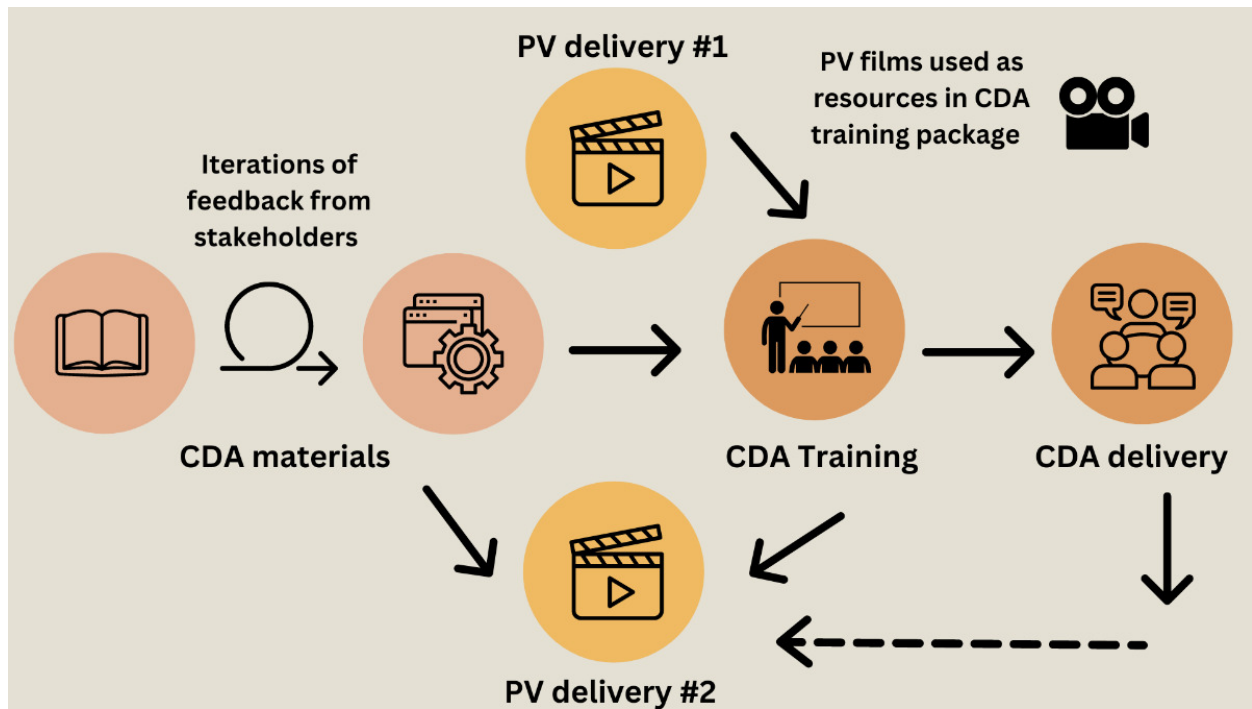 PV delivery #1
PV films used as
resources in CDA
training package
Iterations of
feedback from
stakeholders
CDA materials
CDA Training
CDA delivery
PV delivery #2